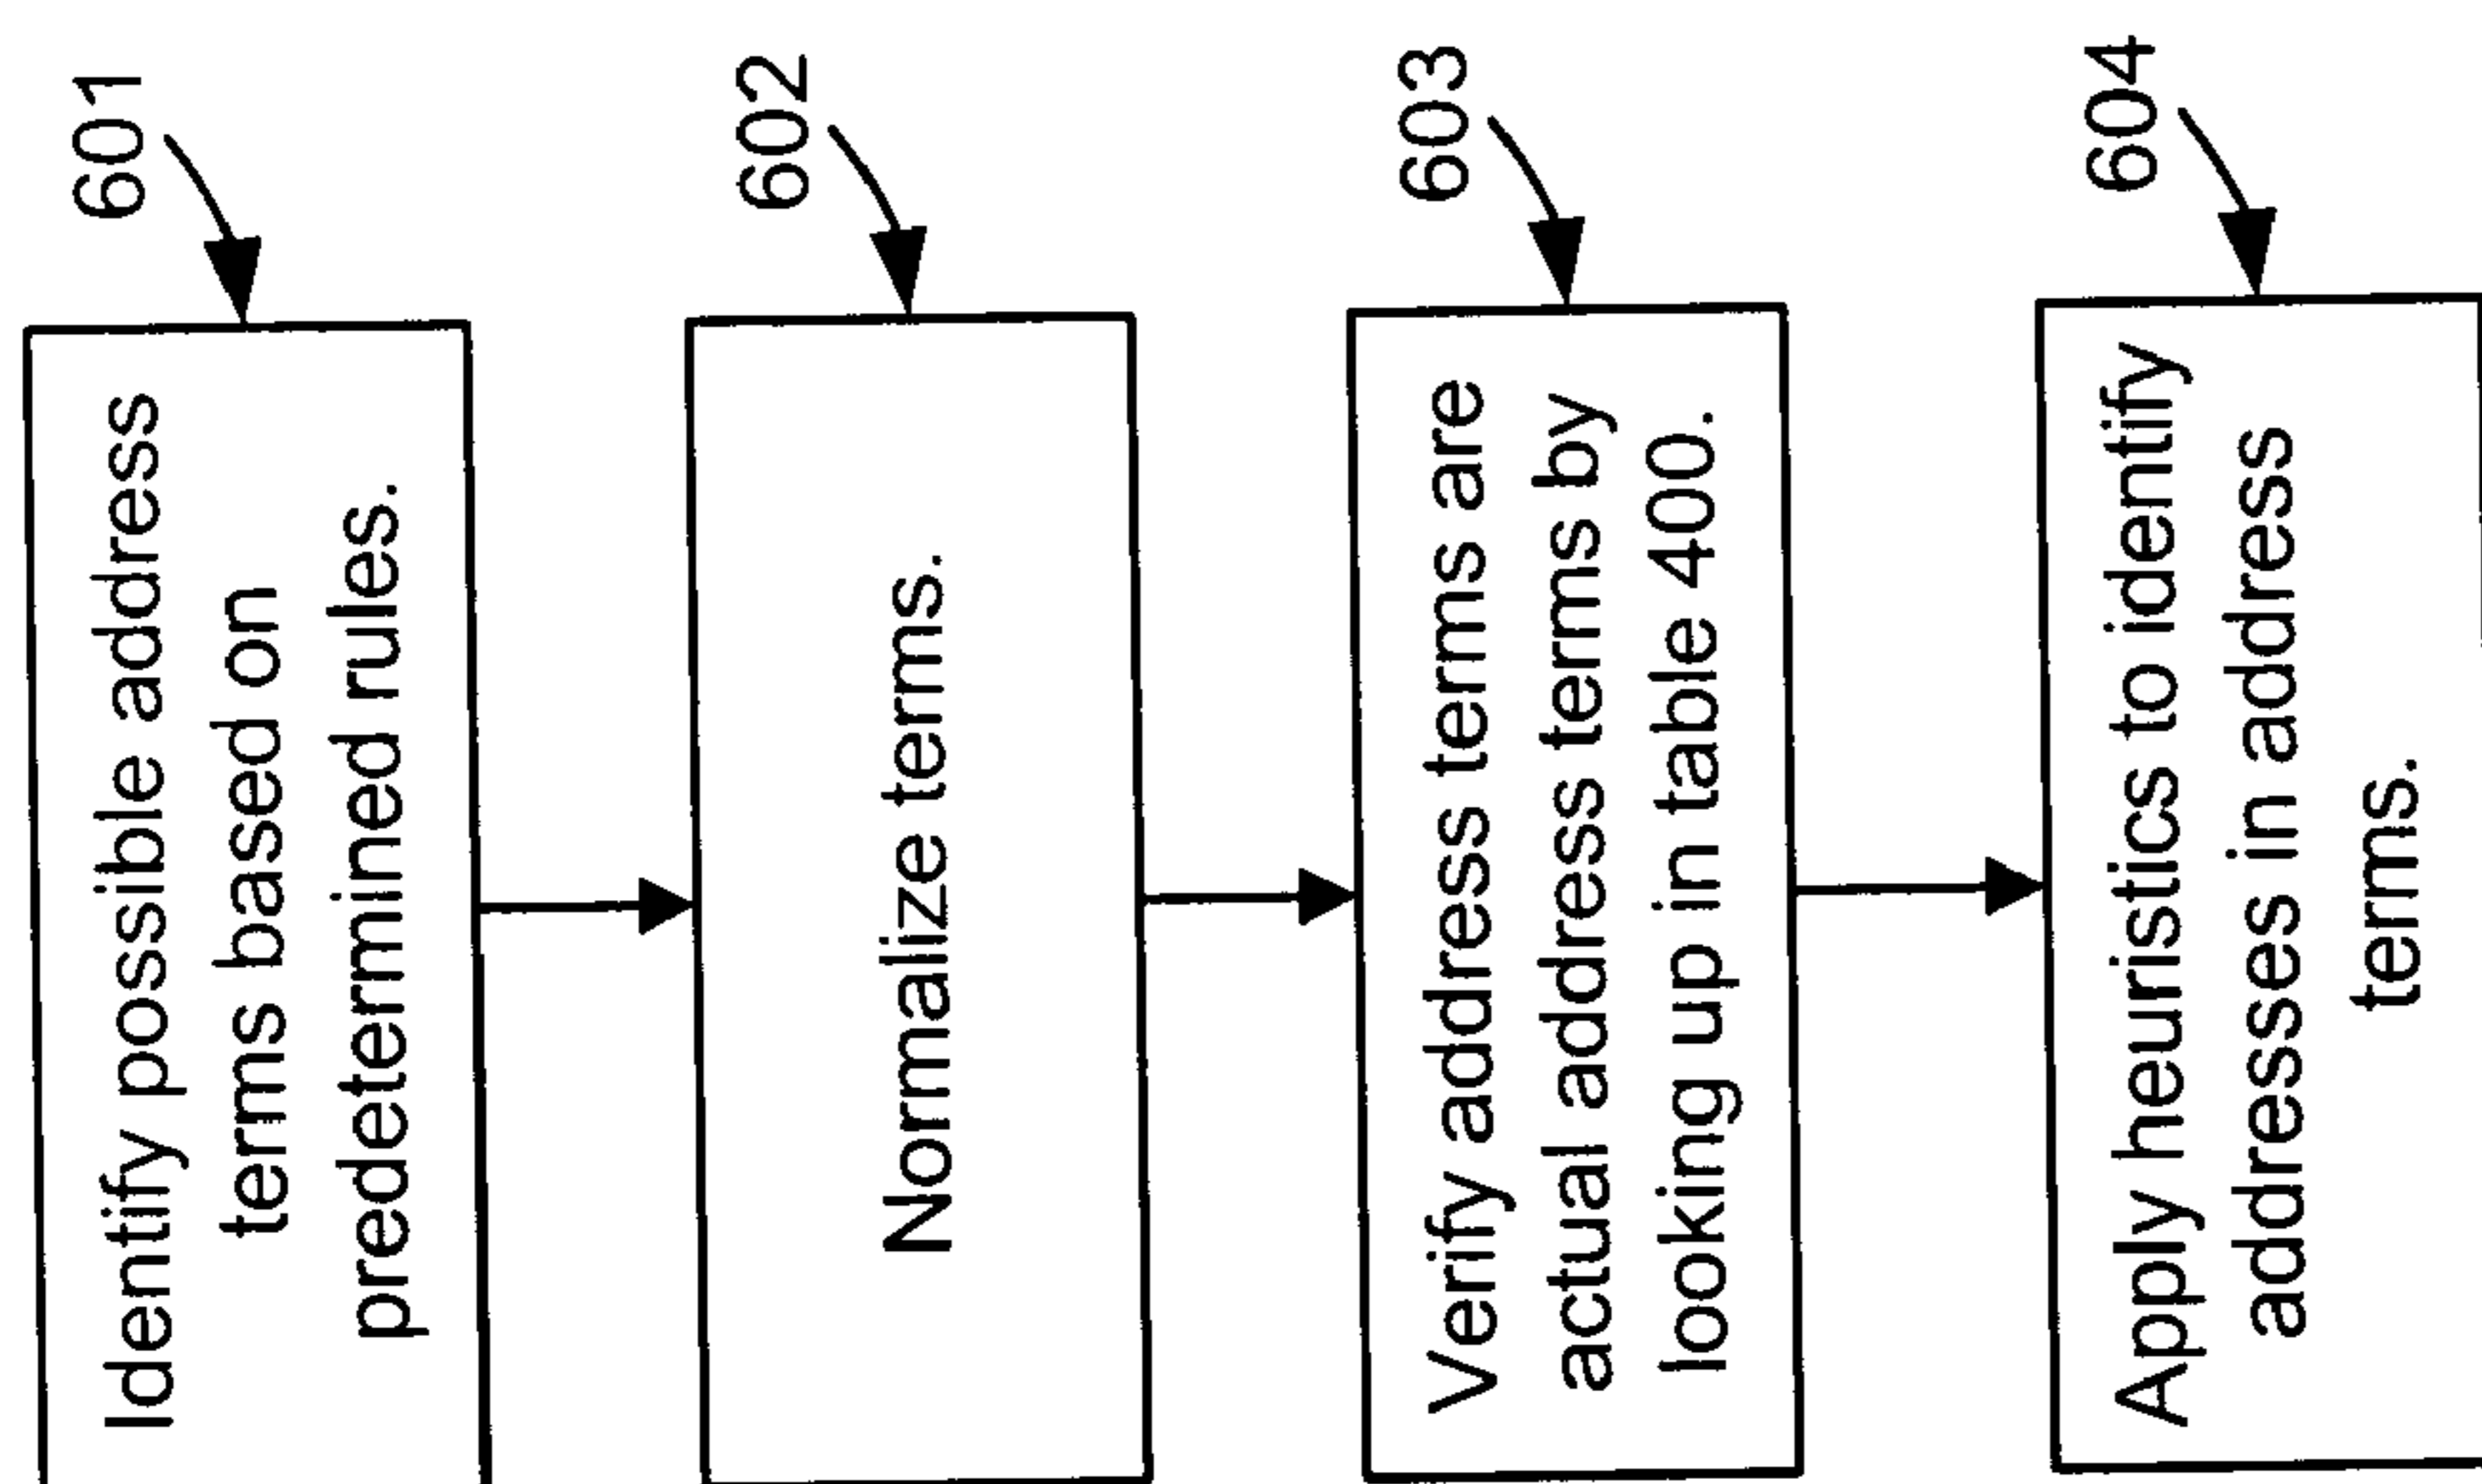 601
Identify possible address
terms based on
predetermined rules.
602
Normalize terms.
603
Verify address terms are
actual address terms by
looking up in table 400.
604
Apply heuristics to identify
addresses in address
terms.